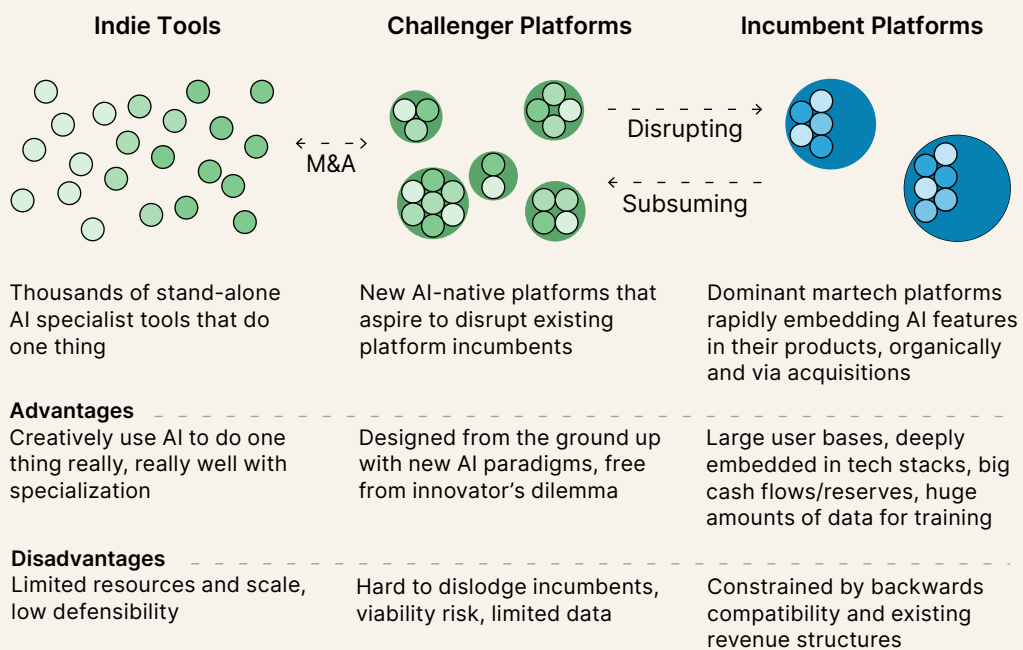 Indie Tools
Challenger Platforms
Incumbent Platforms
M&A
Disrupting
Subsuming
Thousands of stand-alone
AI specialist tools that do
one thing
New AI-native platforms that
aspire to disrupt existing
platform incumbents
Dominant martech platforms
rapidly embedding AI features
in their products, organically
and via acquisitions
Advantages
Creatively use AI to do one
thing really, really well with
specialization
Designed from the ground up
with new AI paradigms, free
from innovator’s dilemma
Large user bases, deeply
embedded in tech stacks, big
cash flows/reserves, huge
amounts of data for training
Disadvantages
Limited resources and scale,
low defensibility
Hard to dislodge incumbents,
viability risk, limited data
Constrained by backwards
compatibility and existing
revenue structures